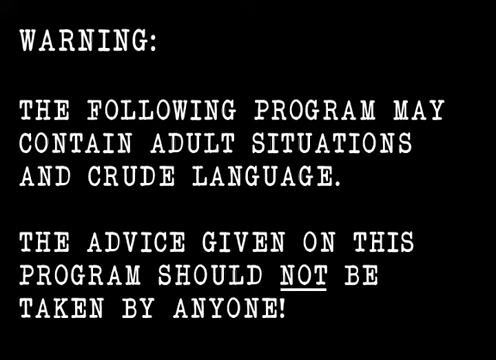 WARNING:
THE FOLLOWING PROGRAM MAY
CONTAIN ADULT SITUATIONS
AND CRUDE LANGUAGE.
THE ADVICE GIVEN ON THIS
PROGRAM SHOULD NOT BE
TAKEN BY ANYONE!